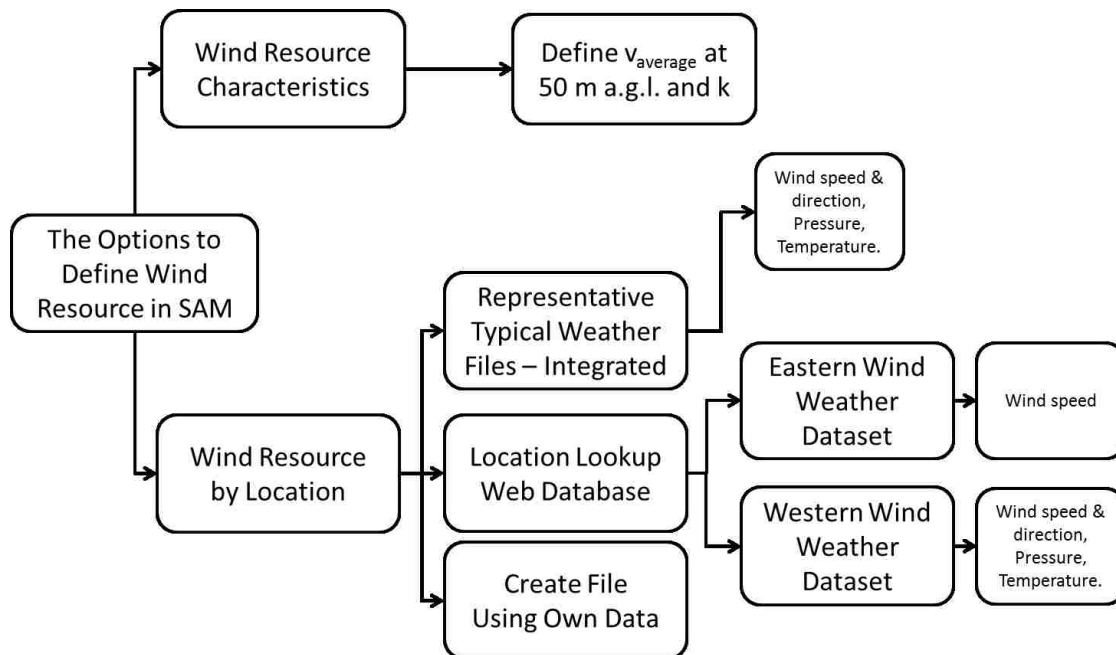 Wind Resource
Characteristics
Define vaverage at
50 m a.g.l. and k
The Options to
Define Wind
Resource in SAM
Wind speed &
direction,
Pressure,
Temperature.
Representative
Typical Weather
Files – Integrated
Wind Resource
by Location
Location Lookup
Web Database
Eastern Wind
Weather
Dataset
Wind speed
Western Wind
Weather
Dataset
Wind speed &
direction,
Pressure,
Temperature.
Create File
Using Own Data